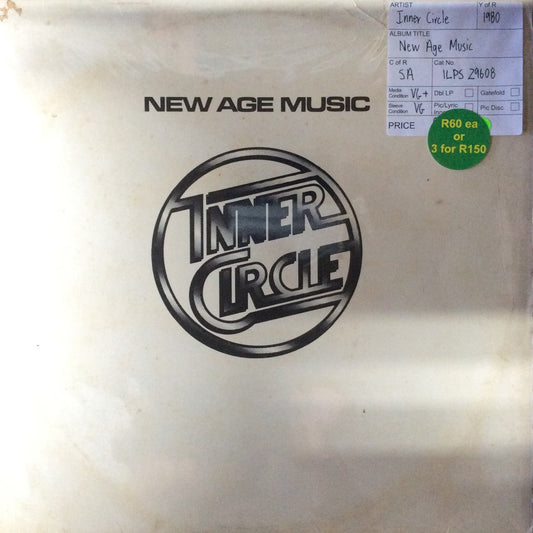 ARTIST Y of R
Inner Circle 1980
ALBUM TITLE
New Age Music
C of R Cat No.
SA ILPS 29608
Media Condition VG+ Dbl LP Gatefold
Sleeve Condition VG Pic/Lyric Pic Disc
PRICE
R60 ea
or
3 for R150
NEW AGE MUSIC
INNER
CIRCLE